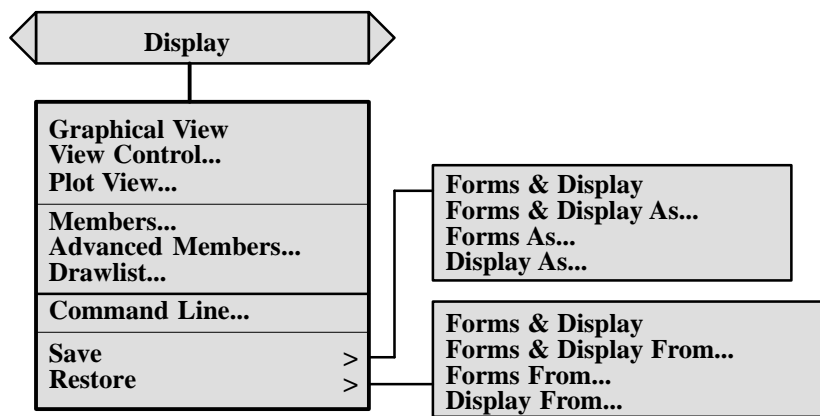 Display
Graphical View
View Control...
Plot View...
Members...
Advanced Members...
Drawlist...
Command Line...
Save >
Restore >
Forms & Display
Forms & Display As...
Forms As...
Display As...
Forms & Display
Forms & Display From...
Forms From...
Display From...